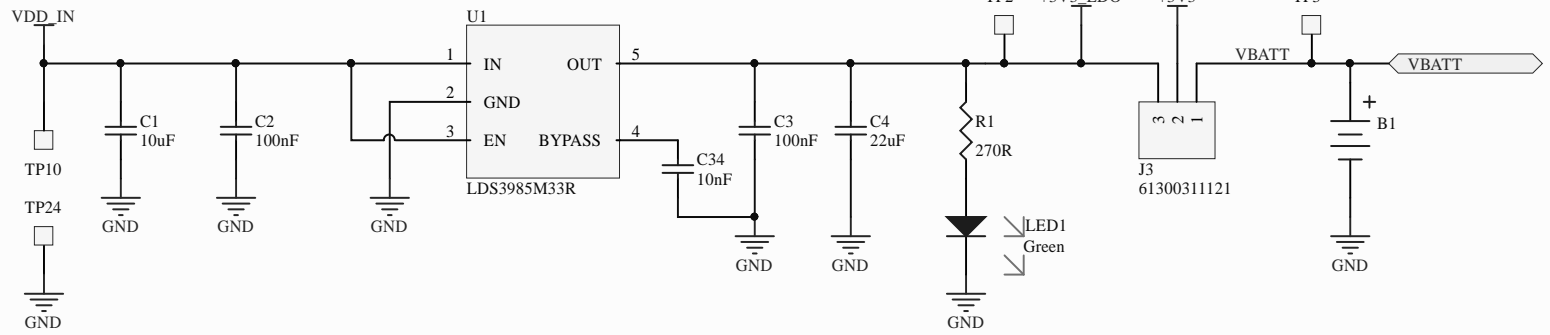 VDD_IN
TP10
TP24
GND
C1
10uF
GND
C2
100nF
GND
GND
U1
1
IN
2
GND
3
EN
OUT
5
BYPASS
4
LDS3985M33R
C34
10nF
C3
100nF
GND
C4
22uF
GND
R1
270R
LED1
Green
GND
3
2
1
J3
61300311121
VBATT
VBATT
+
B1
GND